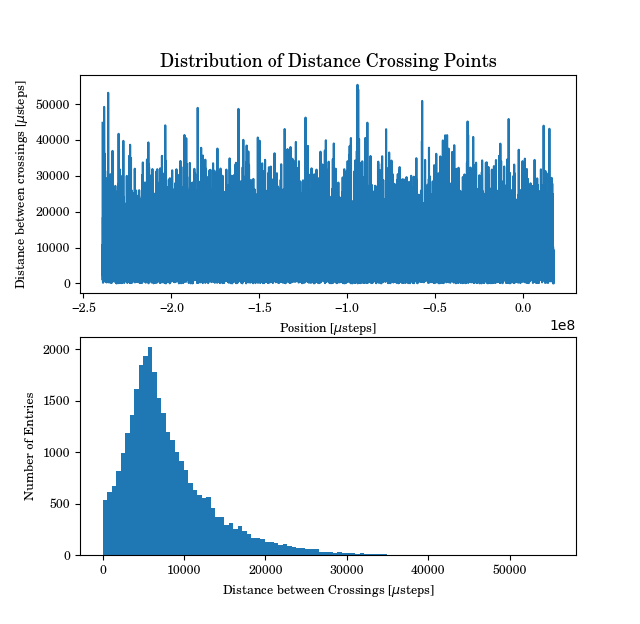 Distribution of Distance Crossing Points
Distance between crossings [μsteps]
50000
40000
30000
20000
10000
0
−2.5 −2.0 −1.5 −1.0 −0.5 0.0
Position [μsteps]
1e8
Number of Entries
2000
1500
1000
500
0
0 10000 20000 30000 40000 50000
Distance between Crossings [μsteps]